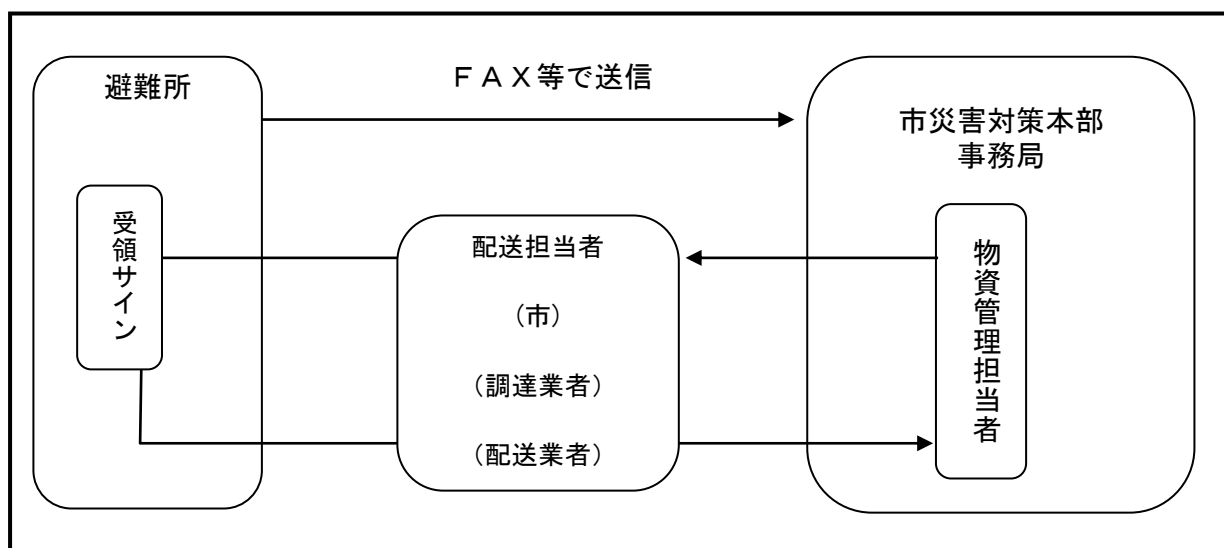 避難所
ＦＡＸ等で送信
市災害対策本部
事務局
受領サイン
配送担当者
（市）
（調達業者）
（配送業者）
物資管理担当者